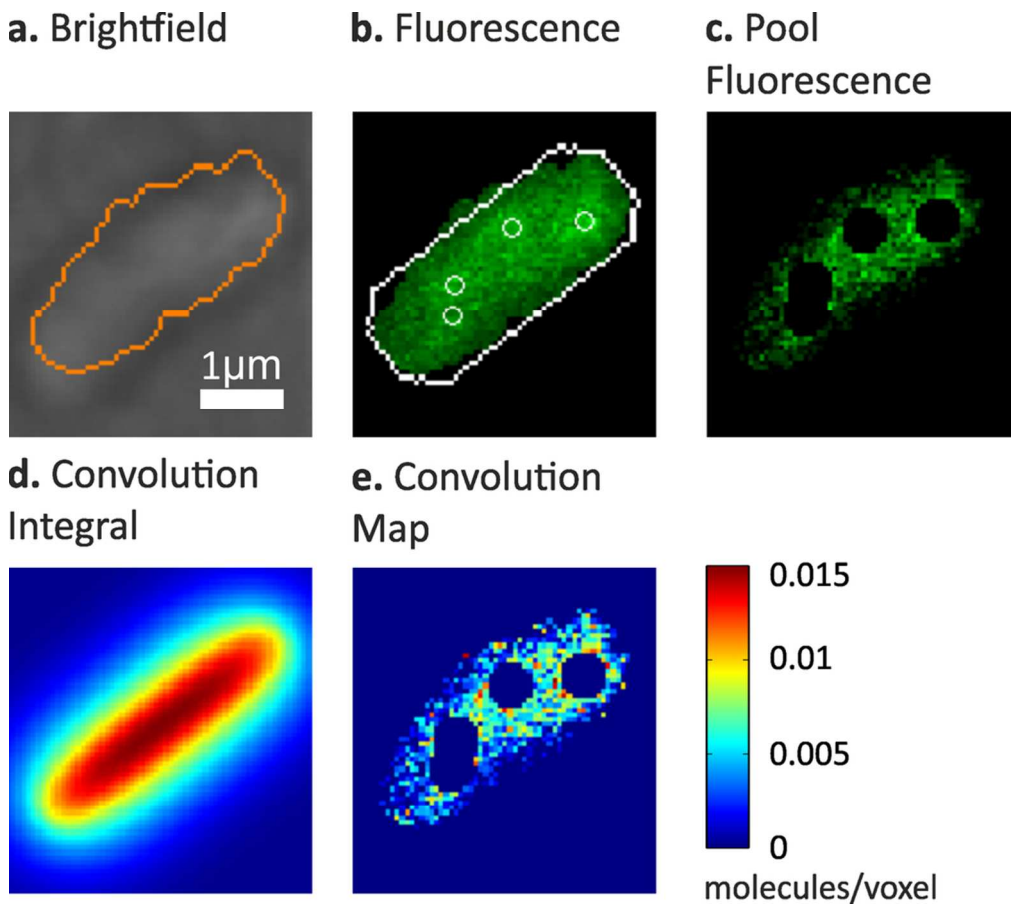 a. Brightfield
b. Fluorescence
c. Pool
Fluorescence
1µm
d. Convolution
Integral
e. Convolution
Map
0.015
0.01
0.005
0
molecules/voxel